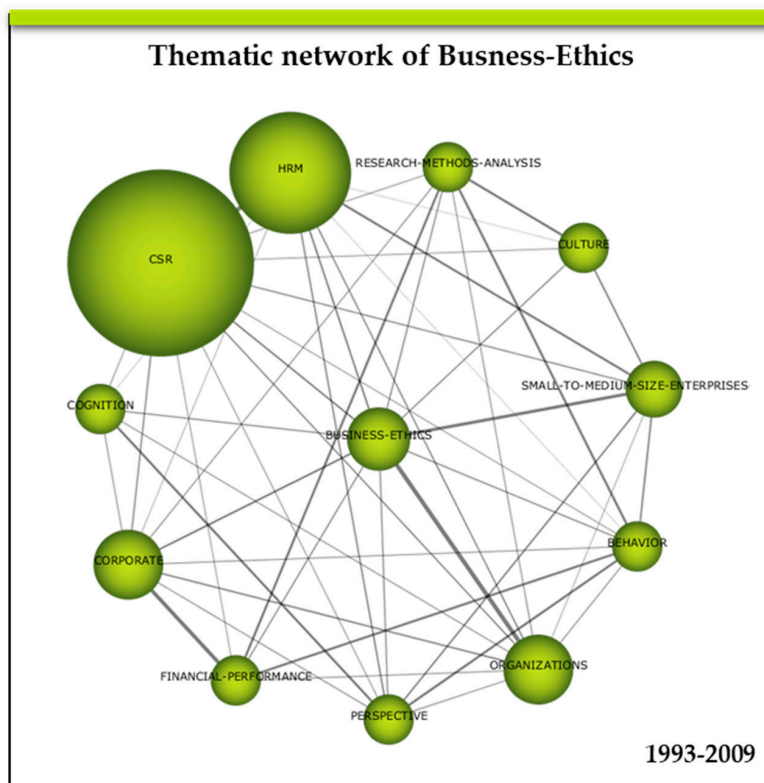 Thematic network of Busness-Ethics
HRM
RESEARCH-METHODS-ANALYSIS
CULTURE
CSR
SMALL-TO-MEDIUM-SIZE-ENTERPRISES
COGNITION
BUSINESS-ETHICS
BEHAVIOR
CORPORATE
ORGANIZATIONS
FINANCIAL-PERFORMANCE
PERSPECTIVE
1993-2009